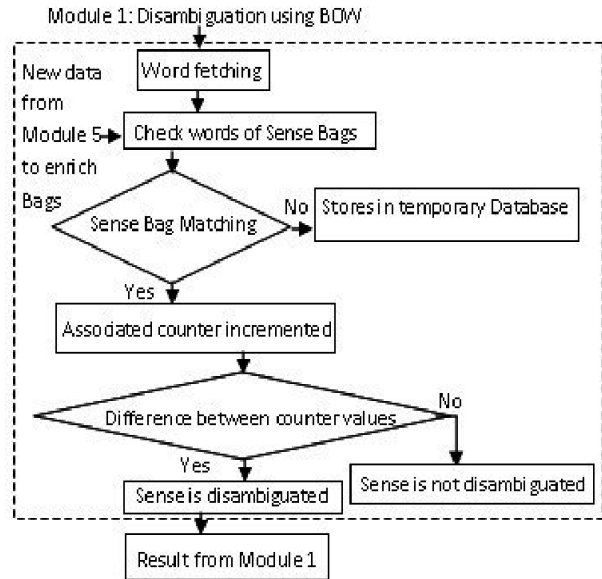 Module 1: Disambiguation using BOW
Word fetching
New data
from
Module 5
to enrich
Bags
Check words of Sense Bags
Sense Bag Matching
No
Stores in temporary Database
Yes
Associated counter incremented
Difference between counter values
No
Yes
Sense is disambiguated
Sense is not disambiguated
Result from Module 1